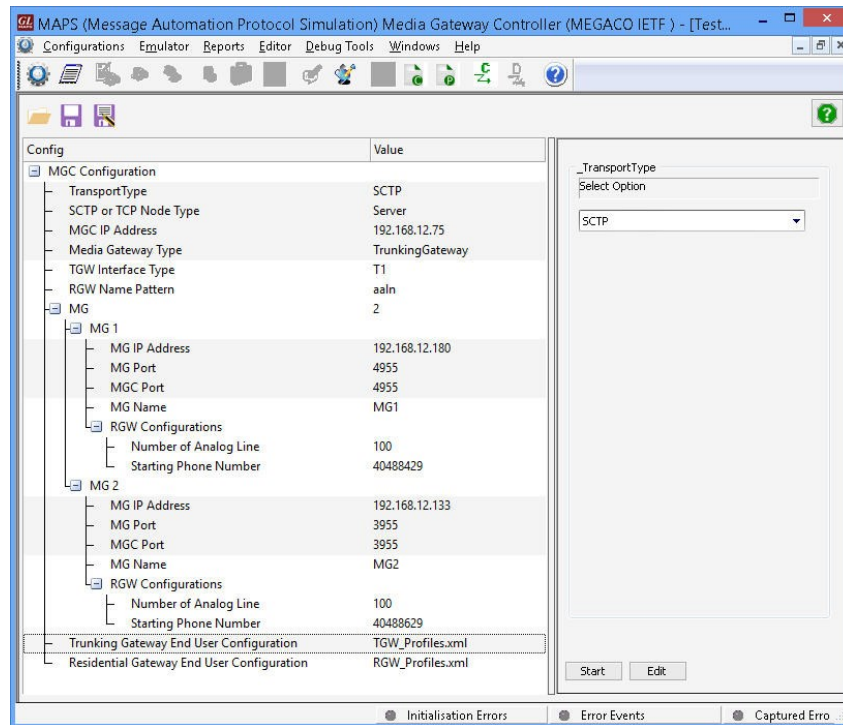 GL MAPS (Message Automation Protocol Simulation) Media Gateway Controller (MEGACO IETF ) - [Test...
Configurations Emulator Reports Editor Debug Tools Windows Help
Config Value
MGC Configuration
TransportType SCTP
SCTP or TCP Node Type Server
MGC IP Address 192.168.12.75
Media Gateway Type TrunkingGateway
TGW Interface Type T1
RGW Name Pattern aaln
MG 2
MG 1
MG IP Address 192.168.12.180
MG Port 4955
MGC Port 4955
MG Name MG1
RGW Configurations
Number of Analog Line 100
Starting Phone Number 40488429
MG 2
MG IP Address 192.168.12.133
MG Port 3955
MGC Port 3955
MG Name MG2
RGW Configurations
Number of Analog Line 100
Starting Phone Number 40488629
Trunking Gateway End User Configuration TGW_Profiles.xml
Residential Gateway End User Configuration RGW_Profiles.xml
_TransportType
Select Option
SCTP
Start Edit
Initialisation Errors Error Events Captured Erro